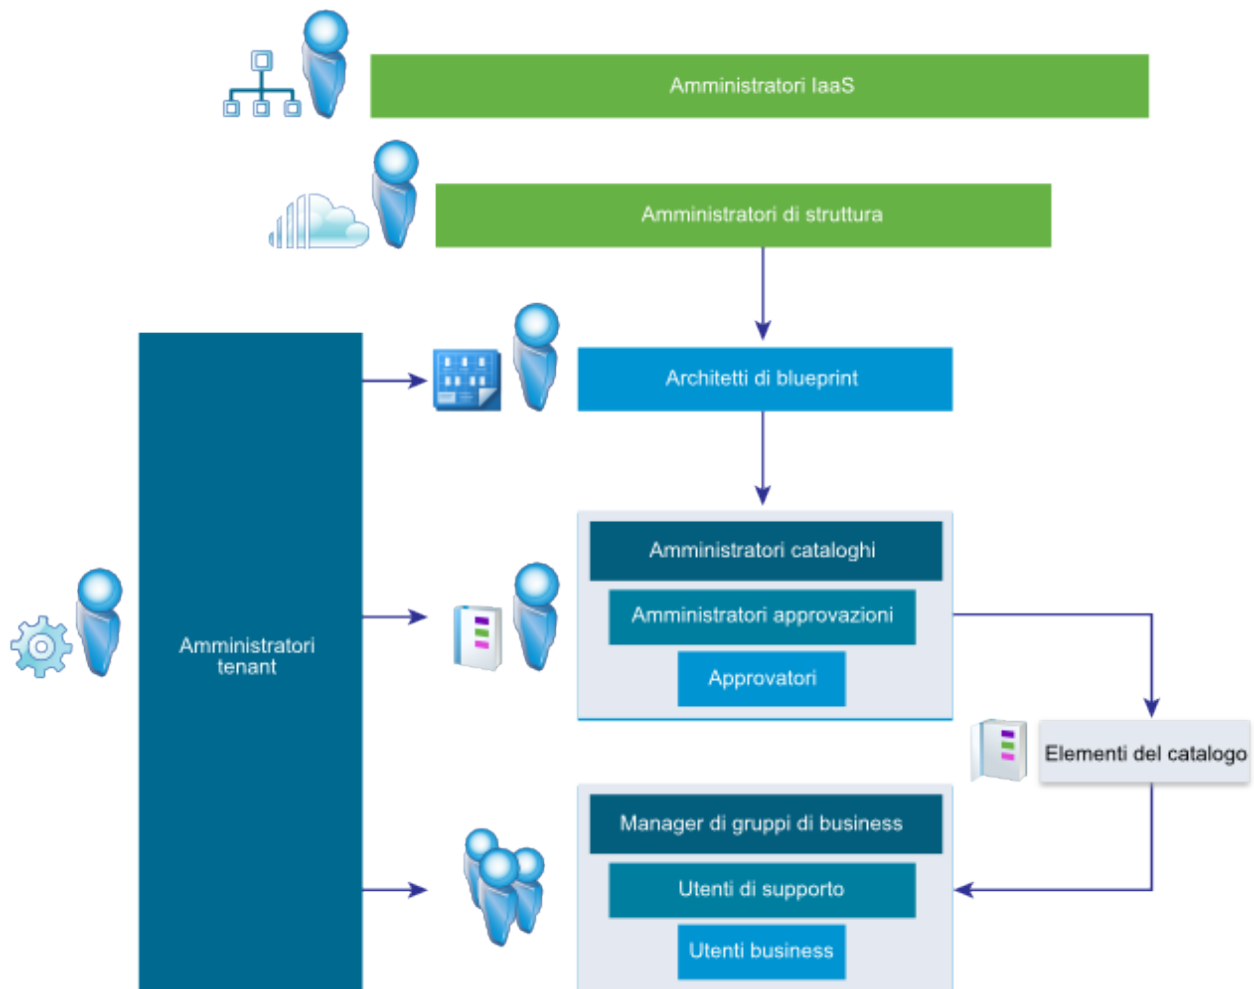 Amministratori IaaS
Amministratori di struttura
Architetti di blueprint
Amministratori cataloghi
Amministratori approvazioni
Approvatori
Amministratori
tenant
Elementi del catalogo
Manager di gruppi di business
Utenti di supporto
Utenti business